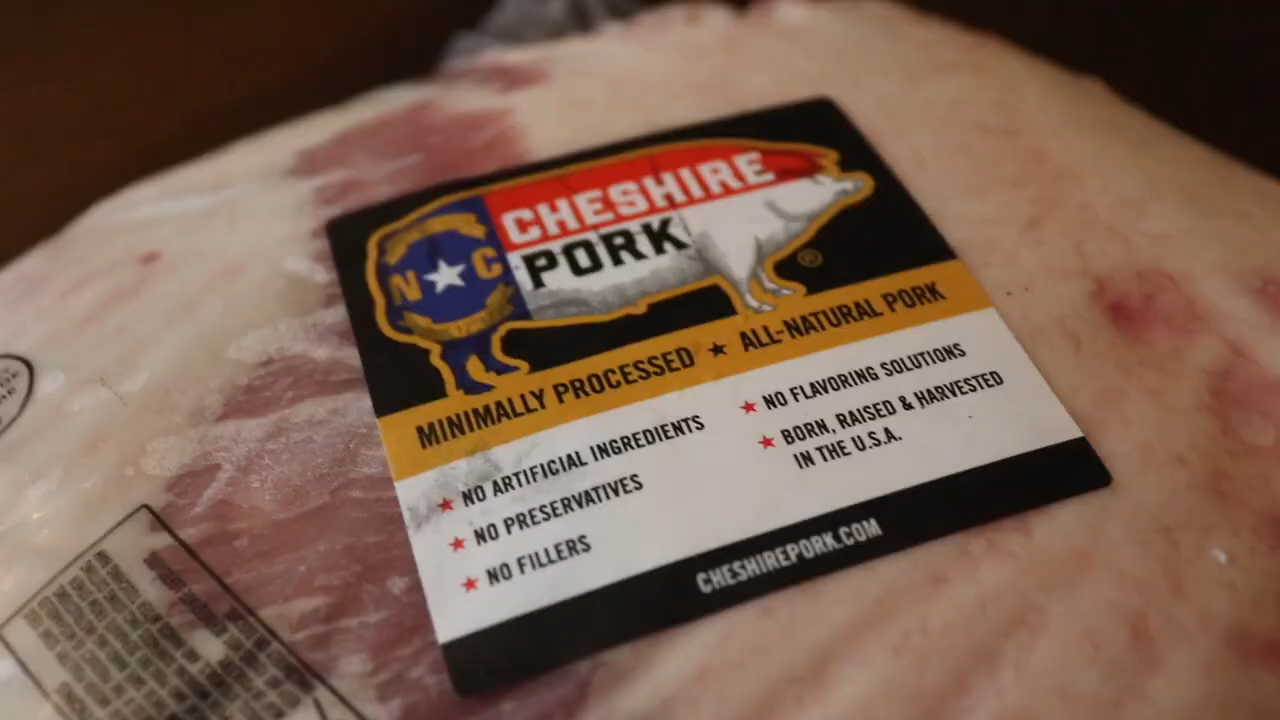 CHESHIRE
PORK
N ★ C
®
MINIMALLY PROCESSED ★ ALL-NATURAL PORK
★ NO ARTIFICIAL INGREDIENTS
★ NO PRESERVATIVES
★ NO FILLERS
★ NO FLAVORING SOLUTIONS
★ BORN, RAISED & HARVESTED
IN THE U.S.A.
CHESHIREPORK.COM